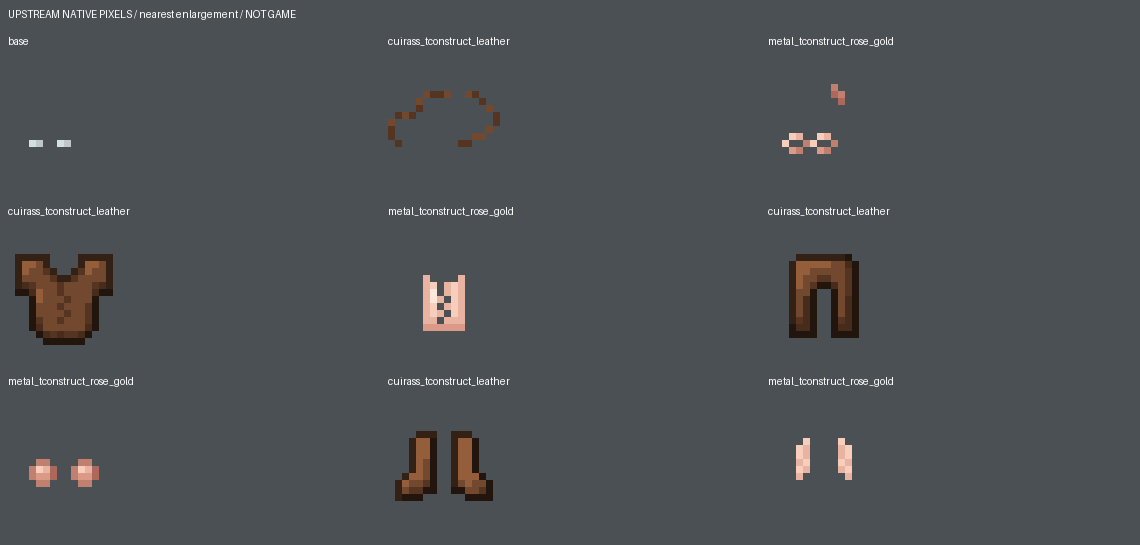 UPSTREAM NATIVE PIXELS / nearest enlargement / NOT GAME
base
cuirass_tconstruct_leather
metal_tconstruct_rose_gold
cuirass_tconstruct_leather
metal_tconstruct_rose_gold
cuirass_tconstruct_leather
metal_tconstruct_rose_gold
cuirass_tconstruct_leather
metal_tconstruct_rose_gold